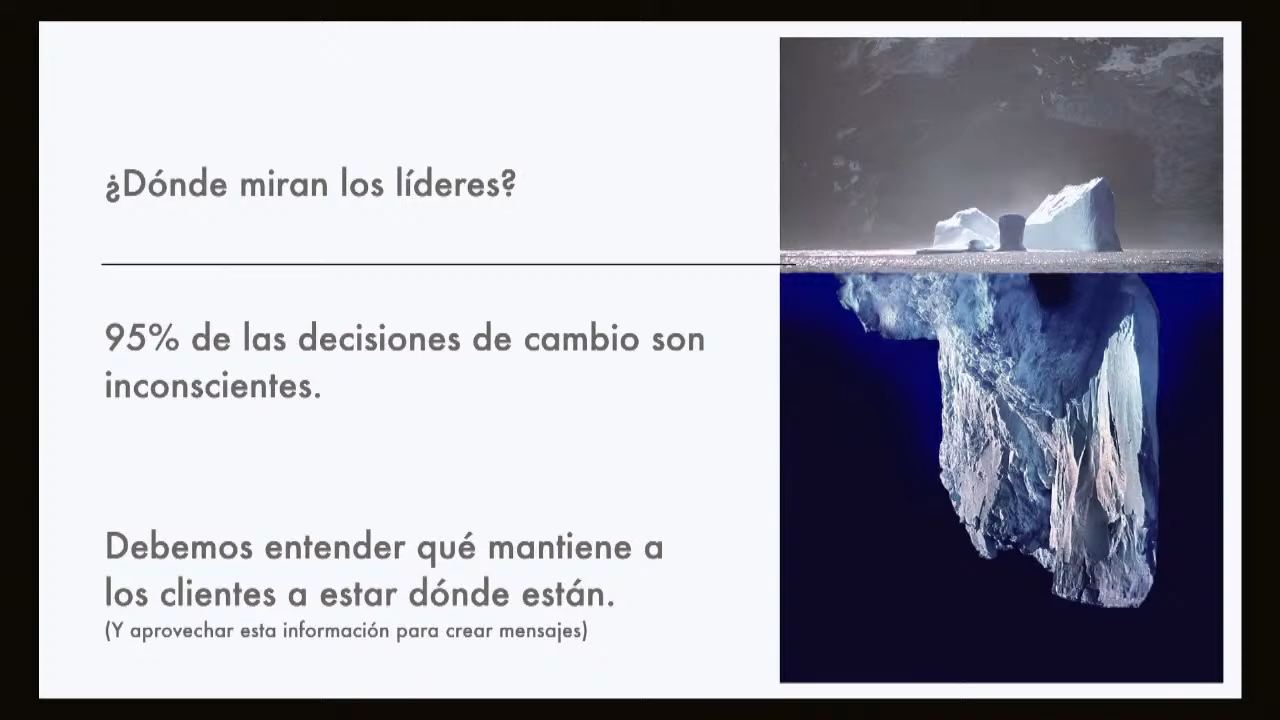 ¿Dónde miran los líderes?
95% de las decisiones de cambio son
inconscientes.
Debemos entender qué mantiene a
los clientes a estar dónde están.
(Y aprovechar esta información para crear mensajes)